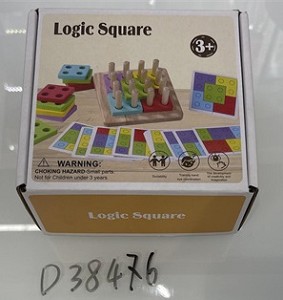 Logic Square
3+
WARNING:
CHOKING HAZARD-Small parts.
Not for Children under 3 years
Logic Square
D38476